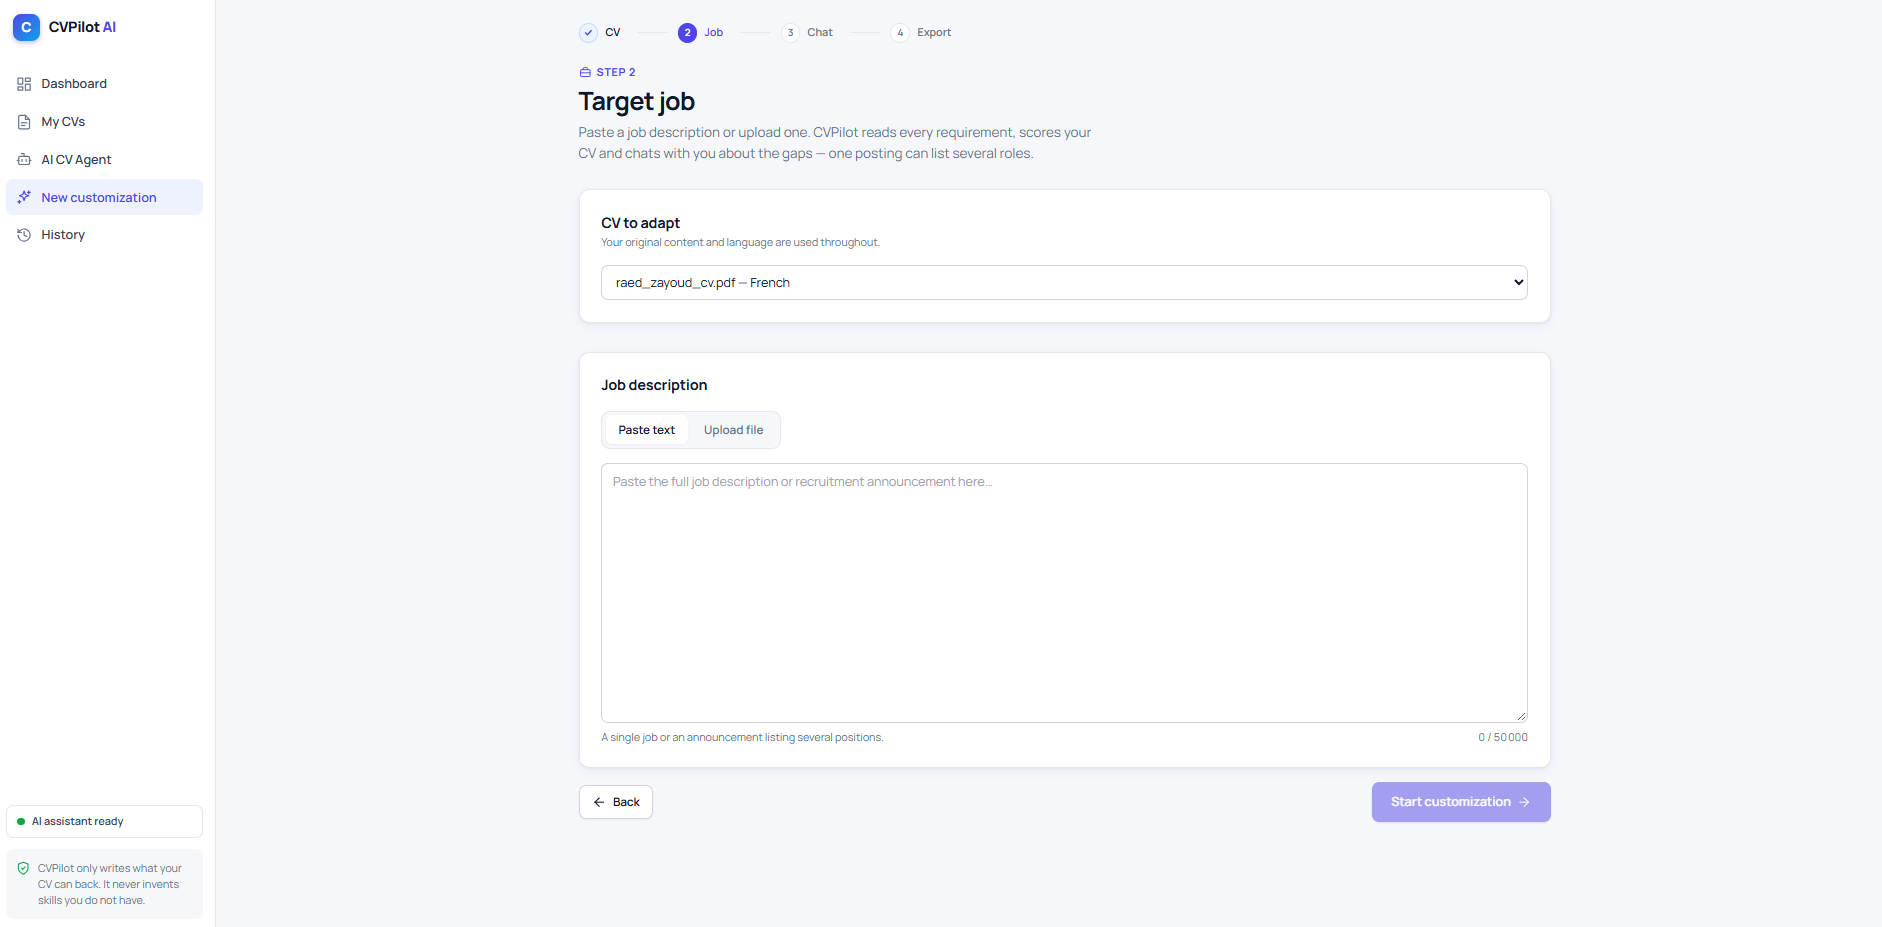 C CVPilot AI
Dashboard
My CVs
AI CV Agent
New customization
History
AI assistant ready
CVPilot only writes what your
CV can back. It never invents
skills you do not have.
CV 2 Job 3 Chat 4 Export
STEP 2
Target job
Paste a job description or upload one. CVPilot reads every requirement, scores your
CV and chats with you about the gaps — one posting can list several roles.
CV to adapt
Your original content and language are used throughout.
raed_zayoud_cv.pdf — French
Job description
Paste text Upload file
Paste the full job description or recruitment announcement here...
A single job or an announcement listing several positions. 0 / 50 000
Back Start customization